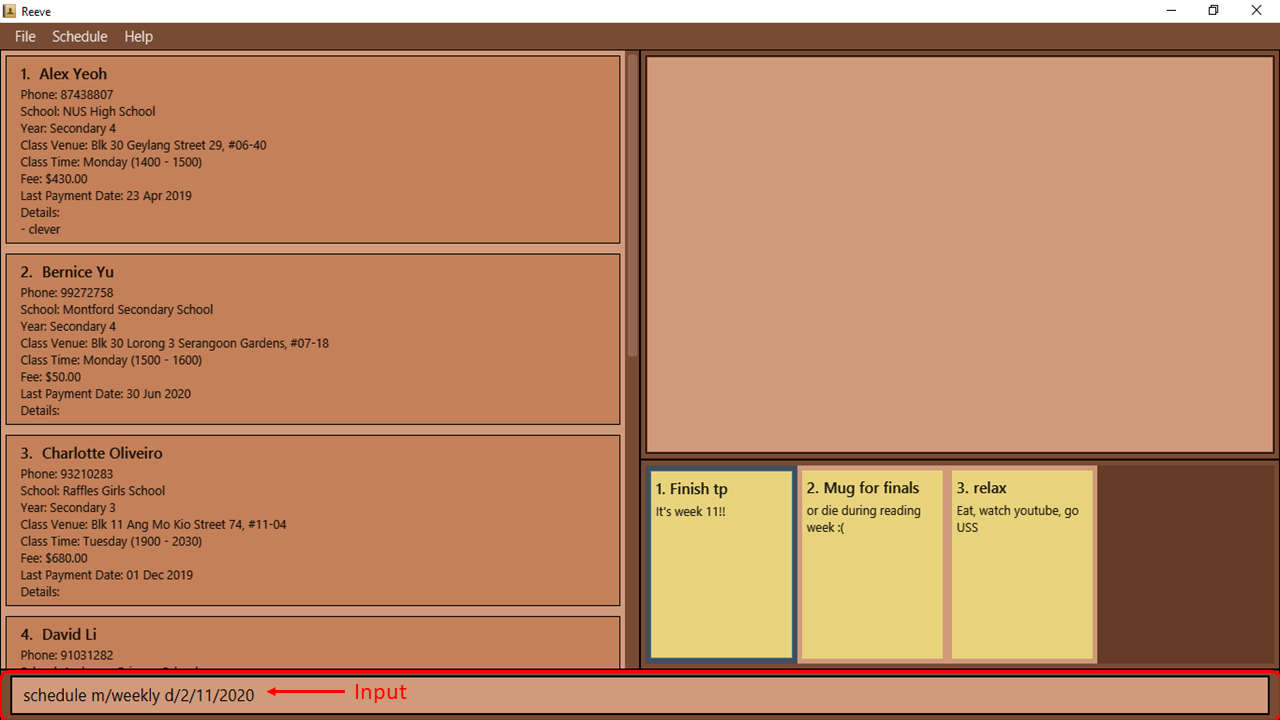 Reeve
File Schedule Help
1. Alex Yeoh
Phone: 87438807
School: NUS High School
Year: Secondary 4
Class Venue: Blk 30 Geylang Street 29, #06-40
Class Time: Monday (1400 - 1500)
Fee: $430.00
Last Payment Date: 23 Apr 2019
Details:
- clever
2. Bernice Yu
Phone: 99272758
School: Montford Secondary School
Year: Secondary 4
Class Venue: Blk 30 Lorong 3 Serangoon Gardens, #07-18
Class Time: Monday (1500 - 1600)
Fee: $50.00
Last Payment Date: 30 Jun 2020
Details:
3. Charlotte Oliveiro
Phone: 93210283
School: Raffles Girls School
Year: Secondary 3
Class Venue: Blk 11 Ang Mo Kio Street 74, #11-04
Class Time: Tuesday (1900 - 2030)
Fee: $680.00
Last Payment Date: 01 Dec 2019
Details:
4. David Li
Phone: 91031282
1. Finish tp
It's week 11!!
2. Mug for finals
or die during reading
week :(
3. relax
Eat, watch youtube, go
USS
schedule m/weekly d/2/11/2020
Input